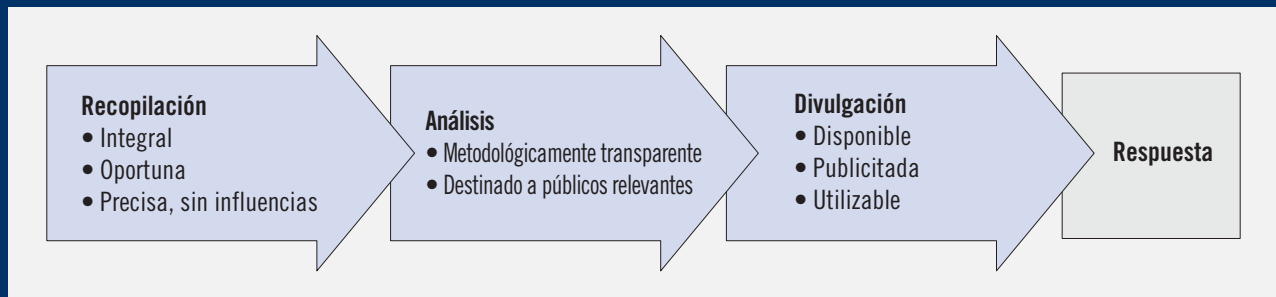 Recopilación
• Integral
• Oportuna
• Precisa, sin influencias
Análisis
• Metodológicamente transparente
• Destinado a públicos relevantes
Divulgación
• Disponible
• Publicitada
• Utilizable
Respuesta